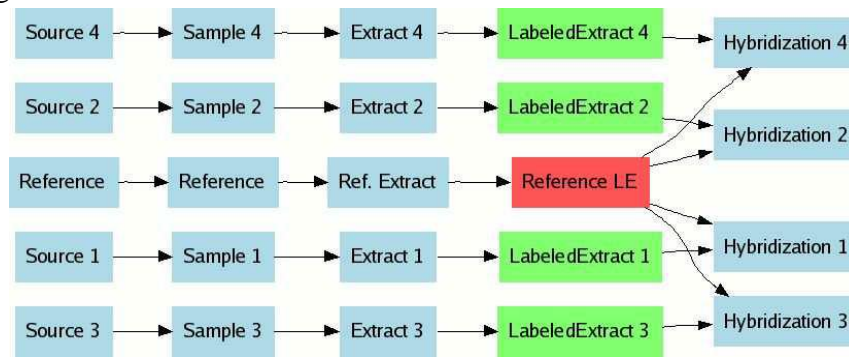 Source 4 Sample 4 Extract 4 LabeledExtract 4 Hybridization 4
Source 2 Sample 2 Extract 2 LabeledExtract 2 Hybridization 2
Reference Reference Ref. Extract Reference LE
Source 1 Sample 1 Extract 1 LabeledExtract 1 Hybridization 1
Source 3 Sample 3 Extract 3 LabeledExtract 3 Hybridization 3